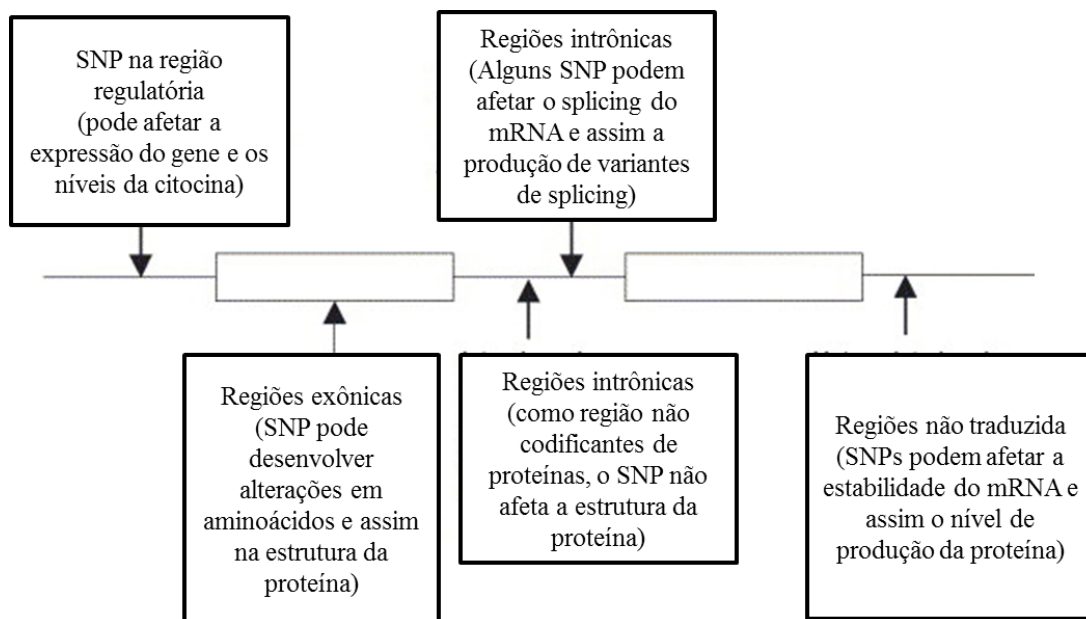 SNP na região
regulatória
(pode afetar a
expressão do gene e os
níveis da citocina)
Regiões intrônicas
(Alguns SNP podem
afetar o splicing do
mRNA e assim a
produção de variantes
de splicing)
Regiões exônicas
(SNP pode
desenvolver
alterações em
aminoácidos e assim
na estrutura da
proteína)
Regiões intrônicas
(como região não
codificantes de
proteínas, o SNP não
afeta a estrutura da
proteína)
Regiões não traduzida
(SNPs podem afetar a
estabilidade do mRNA e
assim o nível de
produção da proteína)